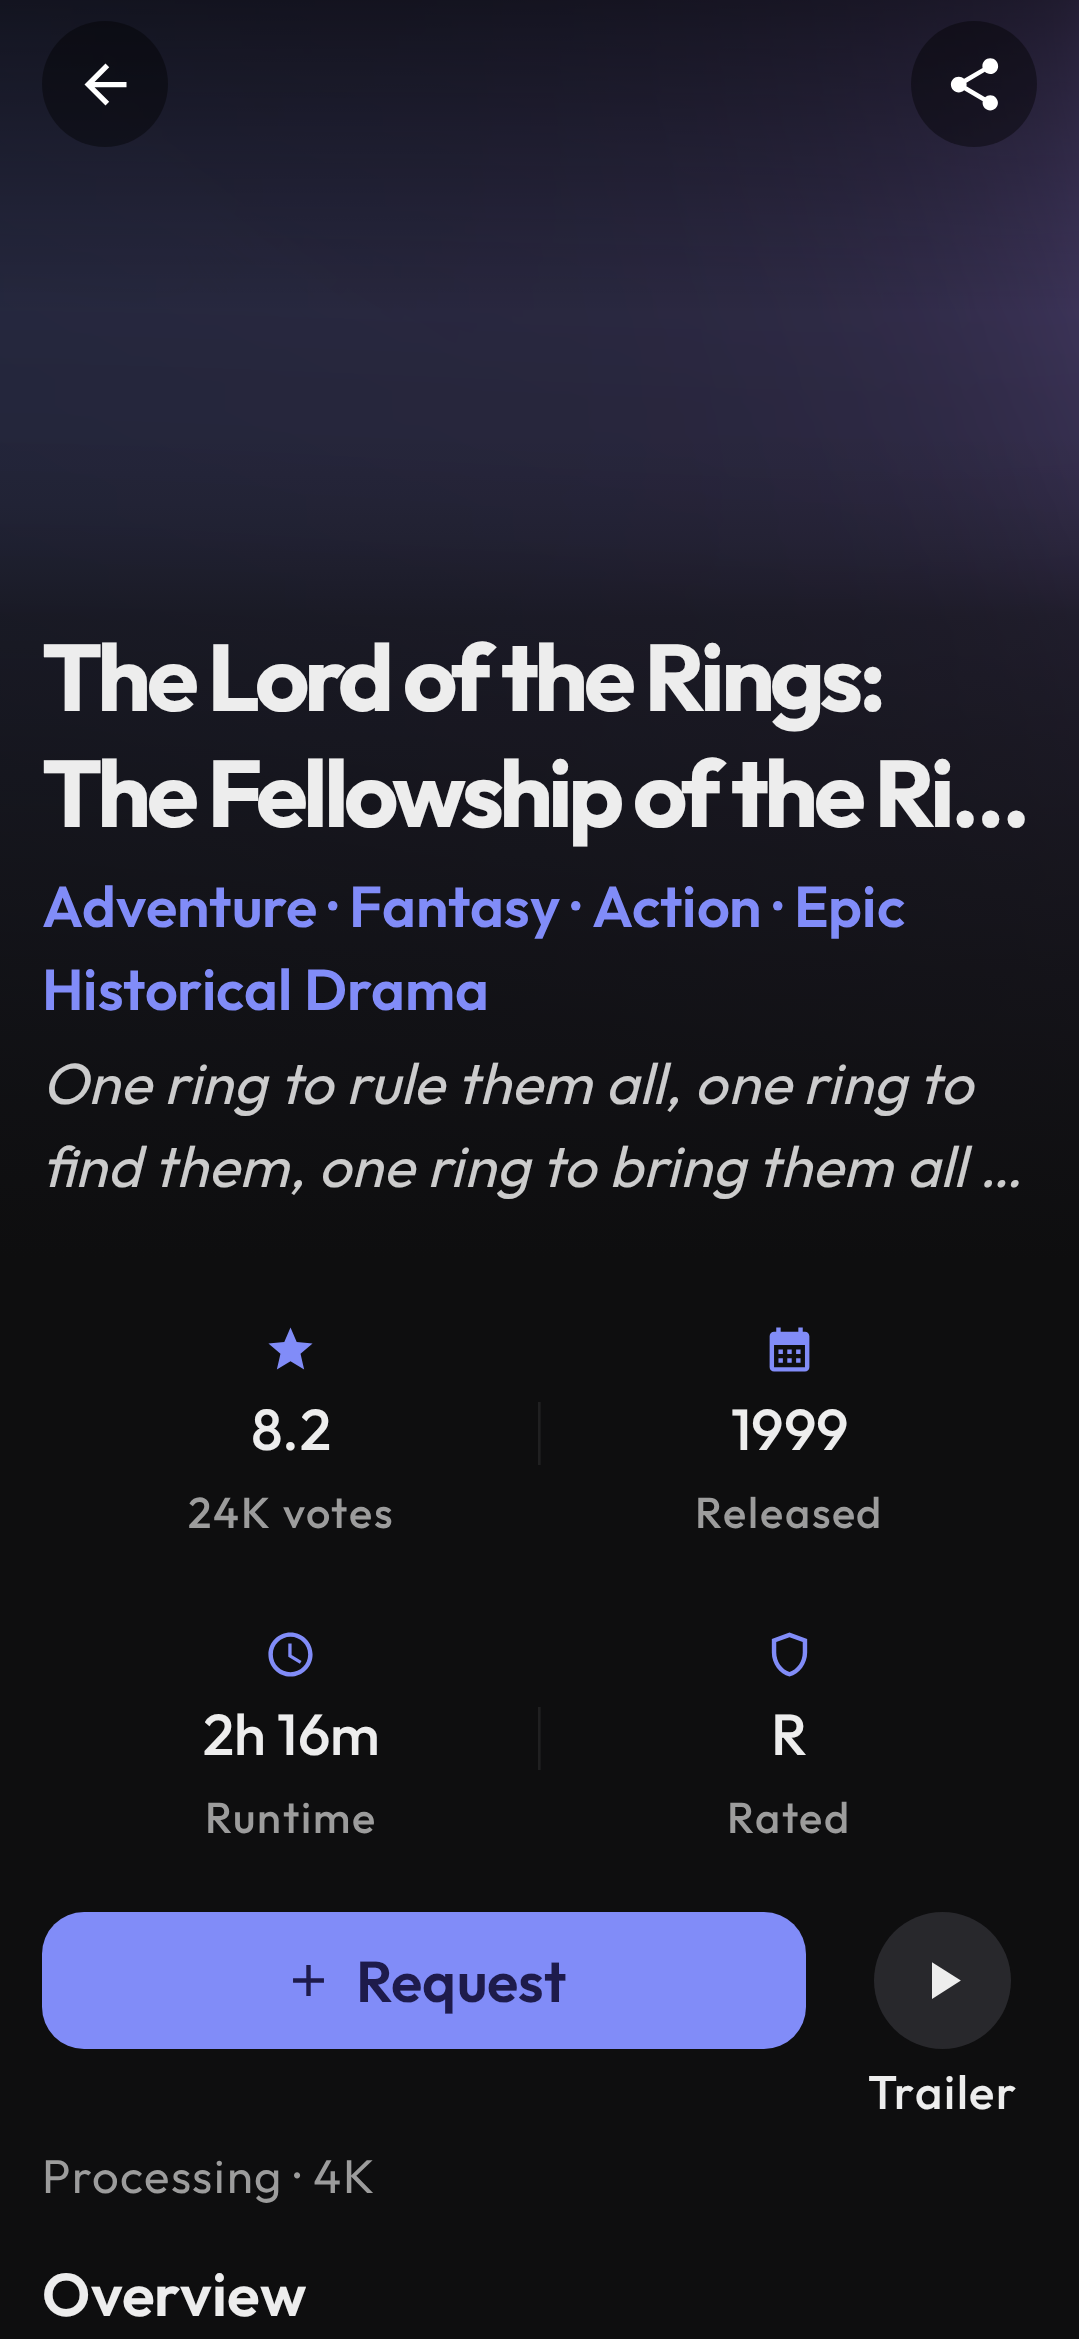 The Lord of the Rings:
The Fellowship of the Ri...
Adventure · Fantasy · Action · Epic
Historical Drama
One ring to rule them all, one ring to
find them, one ring to bring them all ...
8.2
24K votes
1999
Released
2h 16m
Runtime
R
Rated
+ Request
Trailer
Processing · 4K
Overview